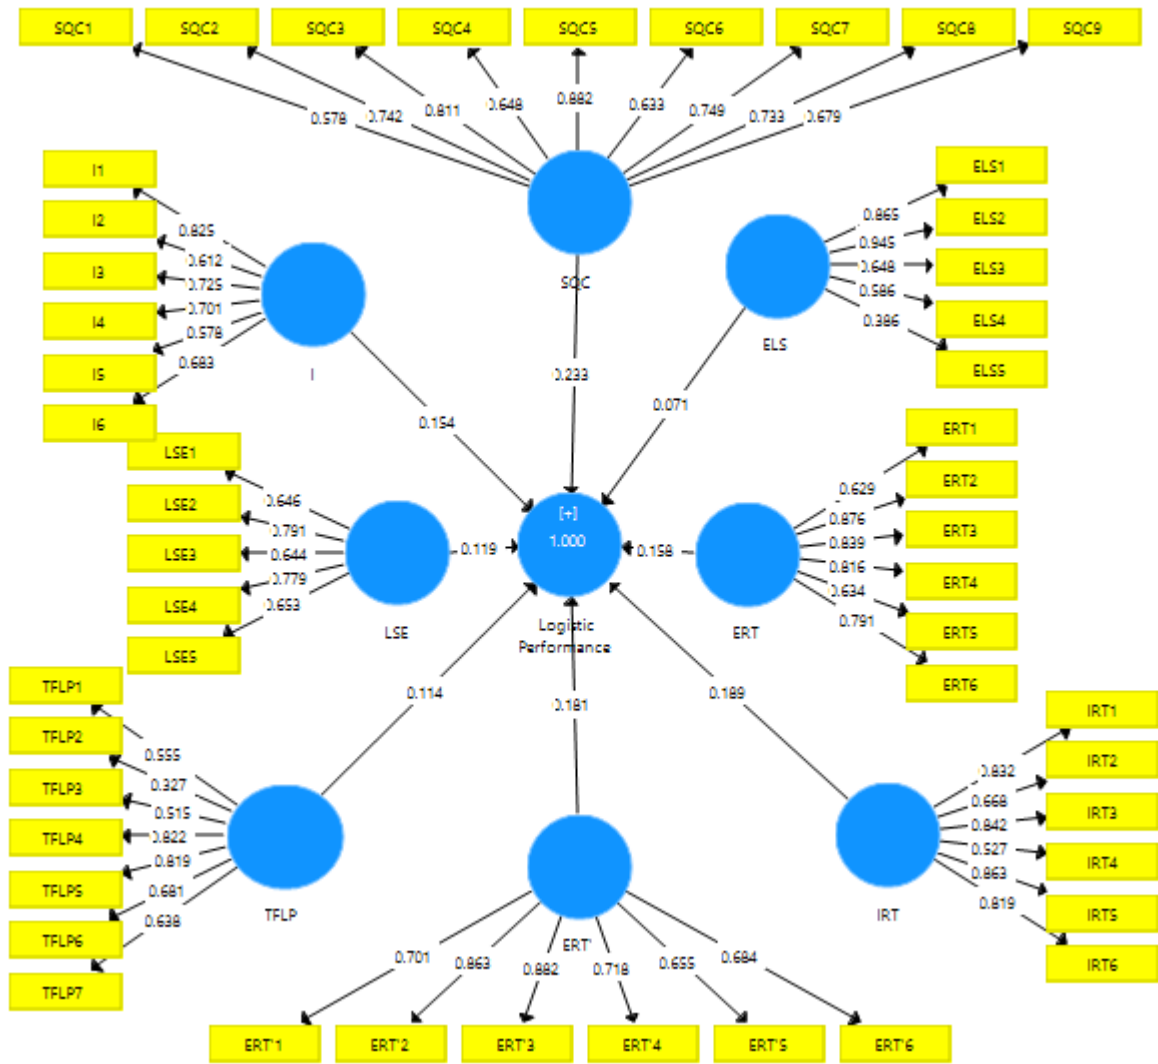 SQC1 SQC2 SQC3 SQC4 SQC5 SQC6 SQC7 SQC8 SQC9
0.578 0.742 0.811 0.648 0.882 0.633 0.749 0.733 0.679
SQC
I1
I2
I3
I4
I5
I6
0.825
0.612
0.725
0.701
0.578
0.683
I
ELS1
ELS2
ELS3
ELS4
ELS5
0.865
0.945
0.648
0.586
0.386
ELS
0.233
0.071
0.154
LSE1
LSE2
LSE3
LSE4
LSE5
0.646
0.791
0.644
0.779
0.653
LSE
0.119
[+]
1.000
Logistic
Performance
0.158
ERT
ERT1
ERT2
ERT3
ERT4
ERT5
ERT6
0.629
0.876
0.839
0.816
0.634
0.791
0.114
0.181
0.189
TFLP1
TFLP2
TFLP3
TFLP4
TFLP5
TFLP6
TFLP7
0.555
0.327
0.515
0.822
0.819
0.681
0.638
TFLP
IRT1
IRT2
IRT3
IRT4
IRT5
IRT6
0.832
0.668
0.842
0.527
0.863
0.819
IRT
ERT'
0.701 0.863 0.882 0.718 0.655 0.684
ERT'1 ERT'2 ERT'3 ERT'4 ERT'5 ERT'6